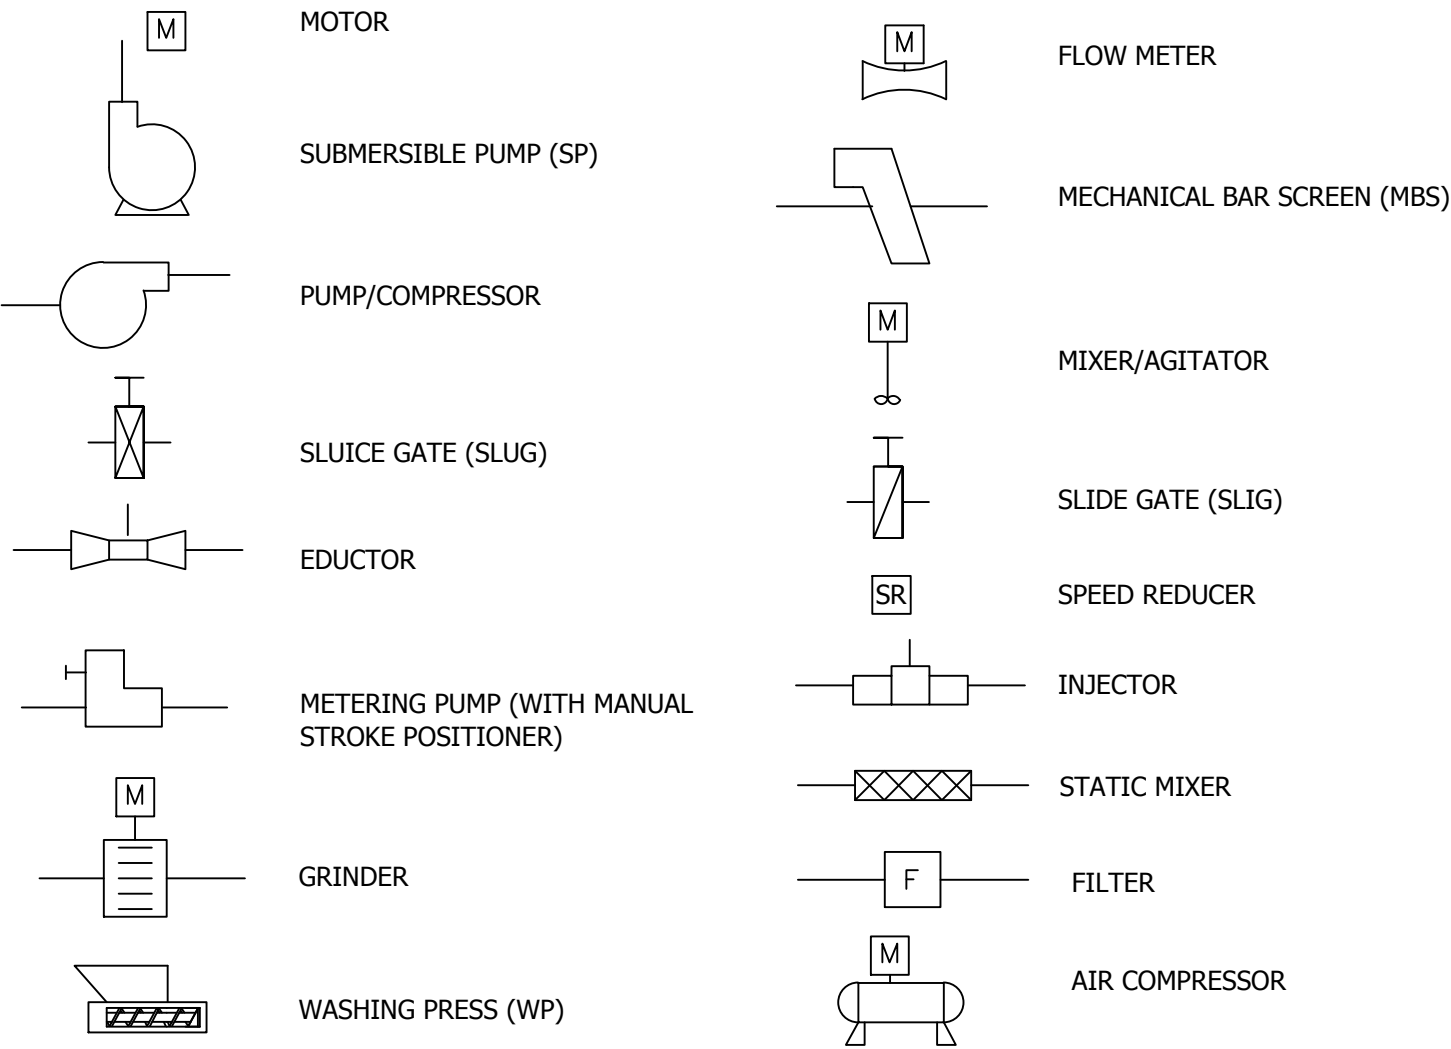 M
MOTOR
SUBMERSIBLE PUMP (SP)
PUMP/COMPRESSOR
SLUICE GATE (SLUG)
EDUCTOR
METERING PUMP (WITH MANUAL
STROKE POSITIONER)
M
GRINDER
WASHING PRESS (WP)
M
FLOW METER
MECHANICAL BAR SCREEN (MBS)
M
MIXER/AGITATOR
SLIDE GATE (SLIG)
SR
SPEED REDUCER
INJECTOR
STATIC MIXER
F
FILTER
M
AIR COMPRESSOR